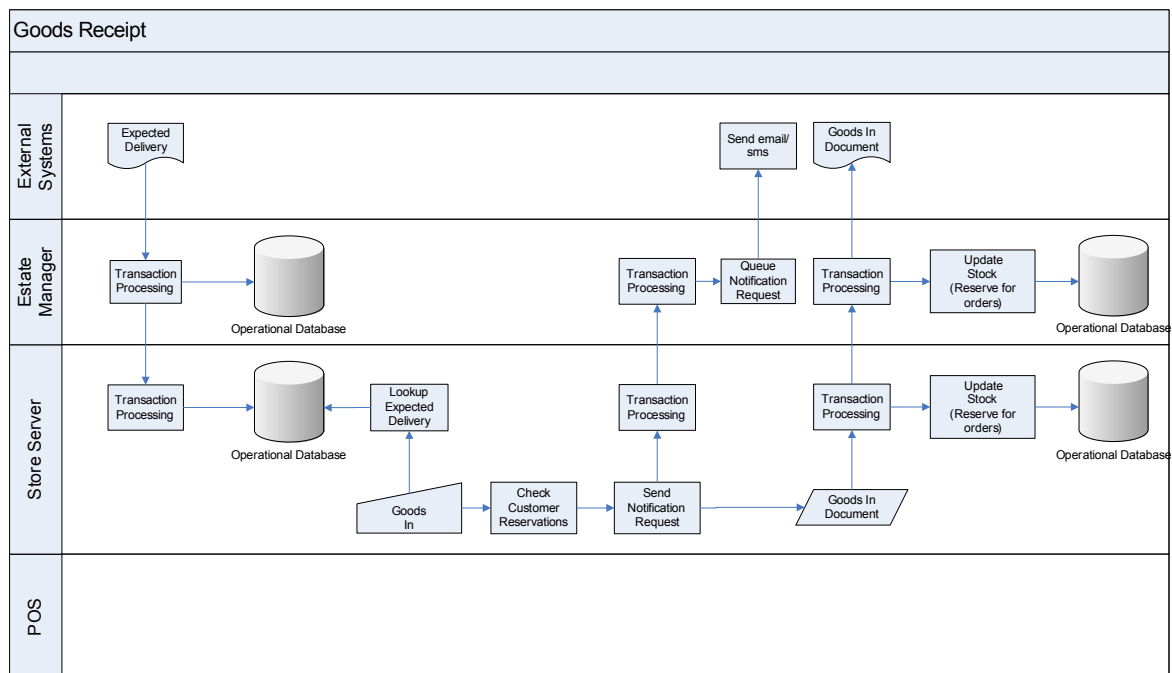 Goods Receipt
External
Systems
Expected
Delivery
Send email/
sms
Goods In
Document
Estate
Manager
Transaction
Processing
Operational Database
Transaction
Processing
Queue
Notification
Request
Transaction
Processing
Update
Stock
(Reserve for
orders)
Operational Database
Store Server
Transaction
Processing
Operational Database
Lookup
Expected
Delivery
Transaction
Processing
Transaction
Processing
Update
Stock
(Reserve for
orders)
Operational Database
Goods
In
Check
Customer
Reservations
Send
Notification
Request
Goods In
Document
POS